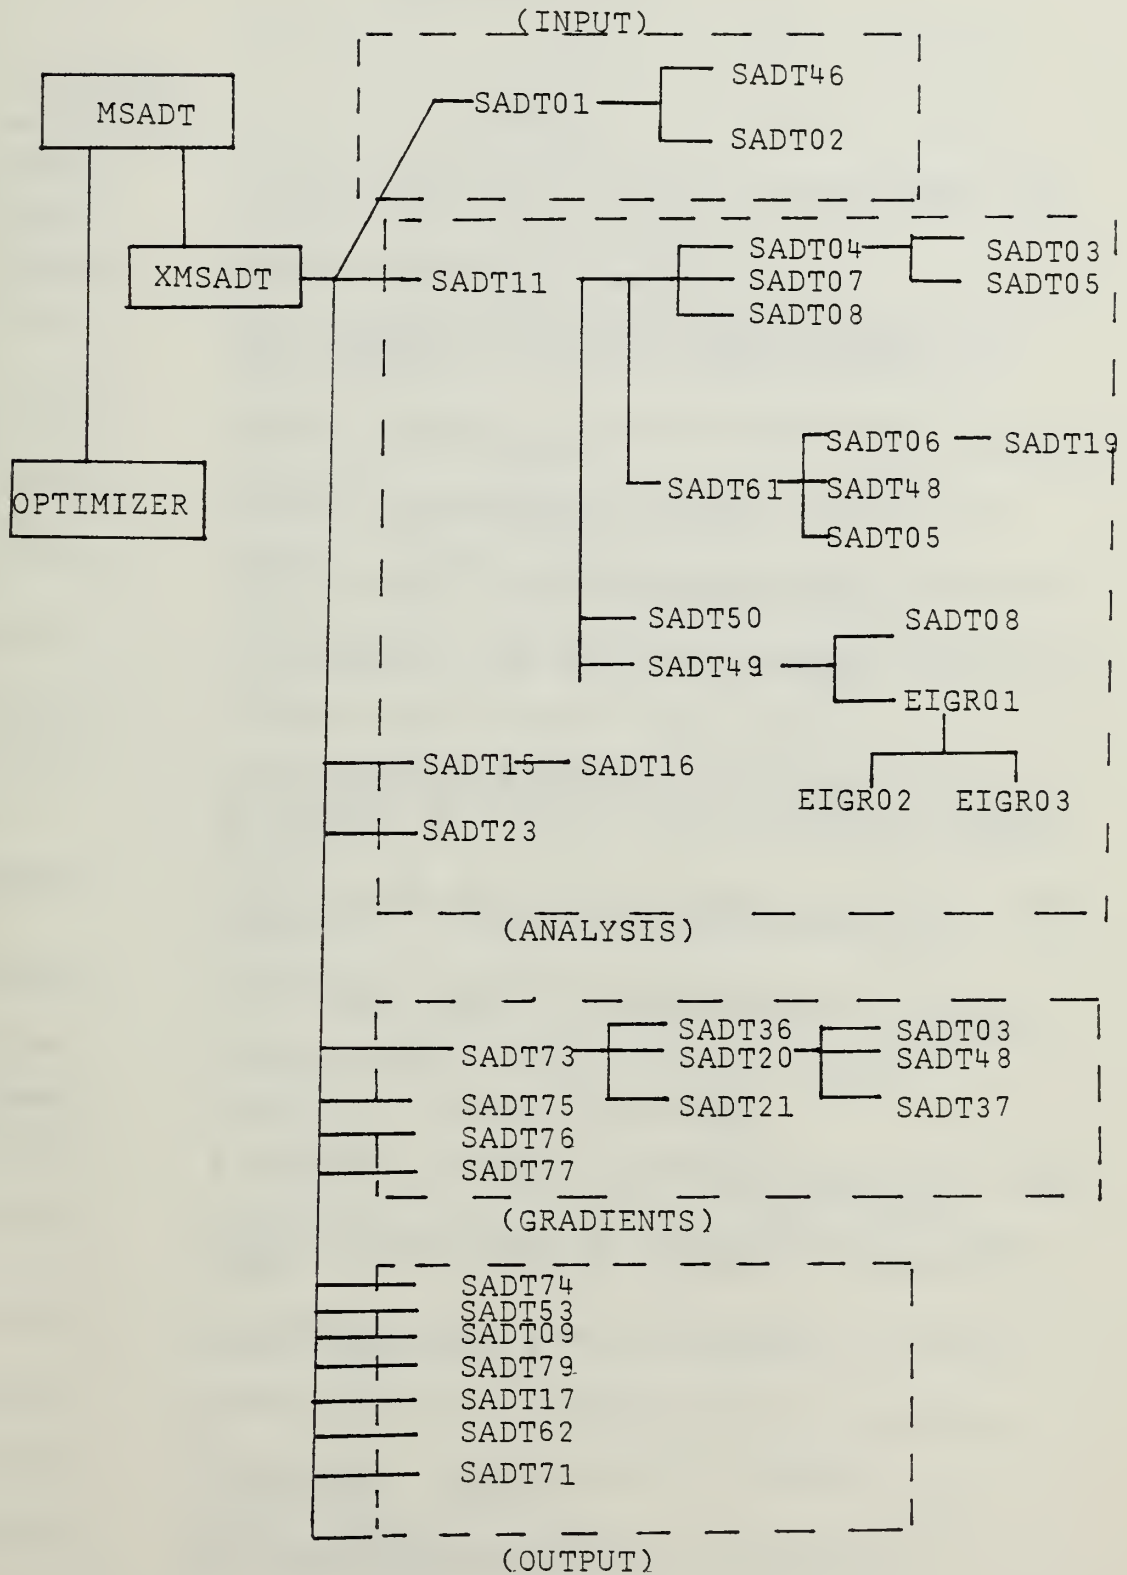 (INPUT)
MSADT
SADT01
SADT46
SADT02
XMSADT
OPTIMIZER
SADT11
SADT04
SADT03
SADT07
SADT05
SADT08
SADT06
SADT19
SADT61
SADT48
SADT05
SADT50
SADT08
SADT49
EIGR01
SADT15
SADT16
EIGR02
EIGR03
SADT23
(ANALYSIS)
SADT73
SADT36
SADT03
SADT20
SADT48
SADT75
SADT21
SADT37
SADT76
SADT77
(GRADIENTS)
SADT74
SADT53
SADT09
SADT79
SADT17
SADT62
SADT71
(OUTPUT)